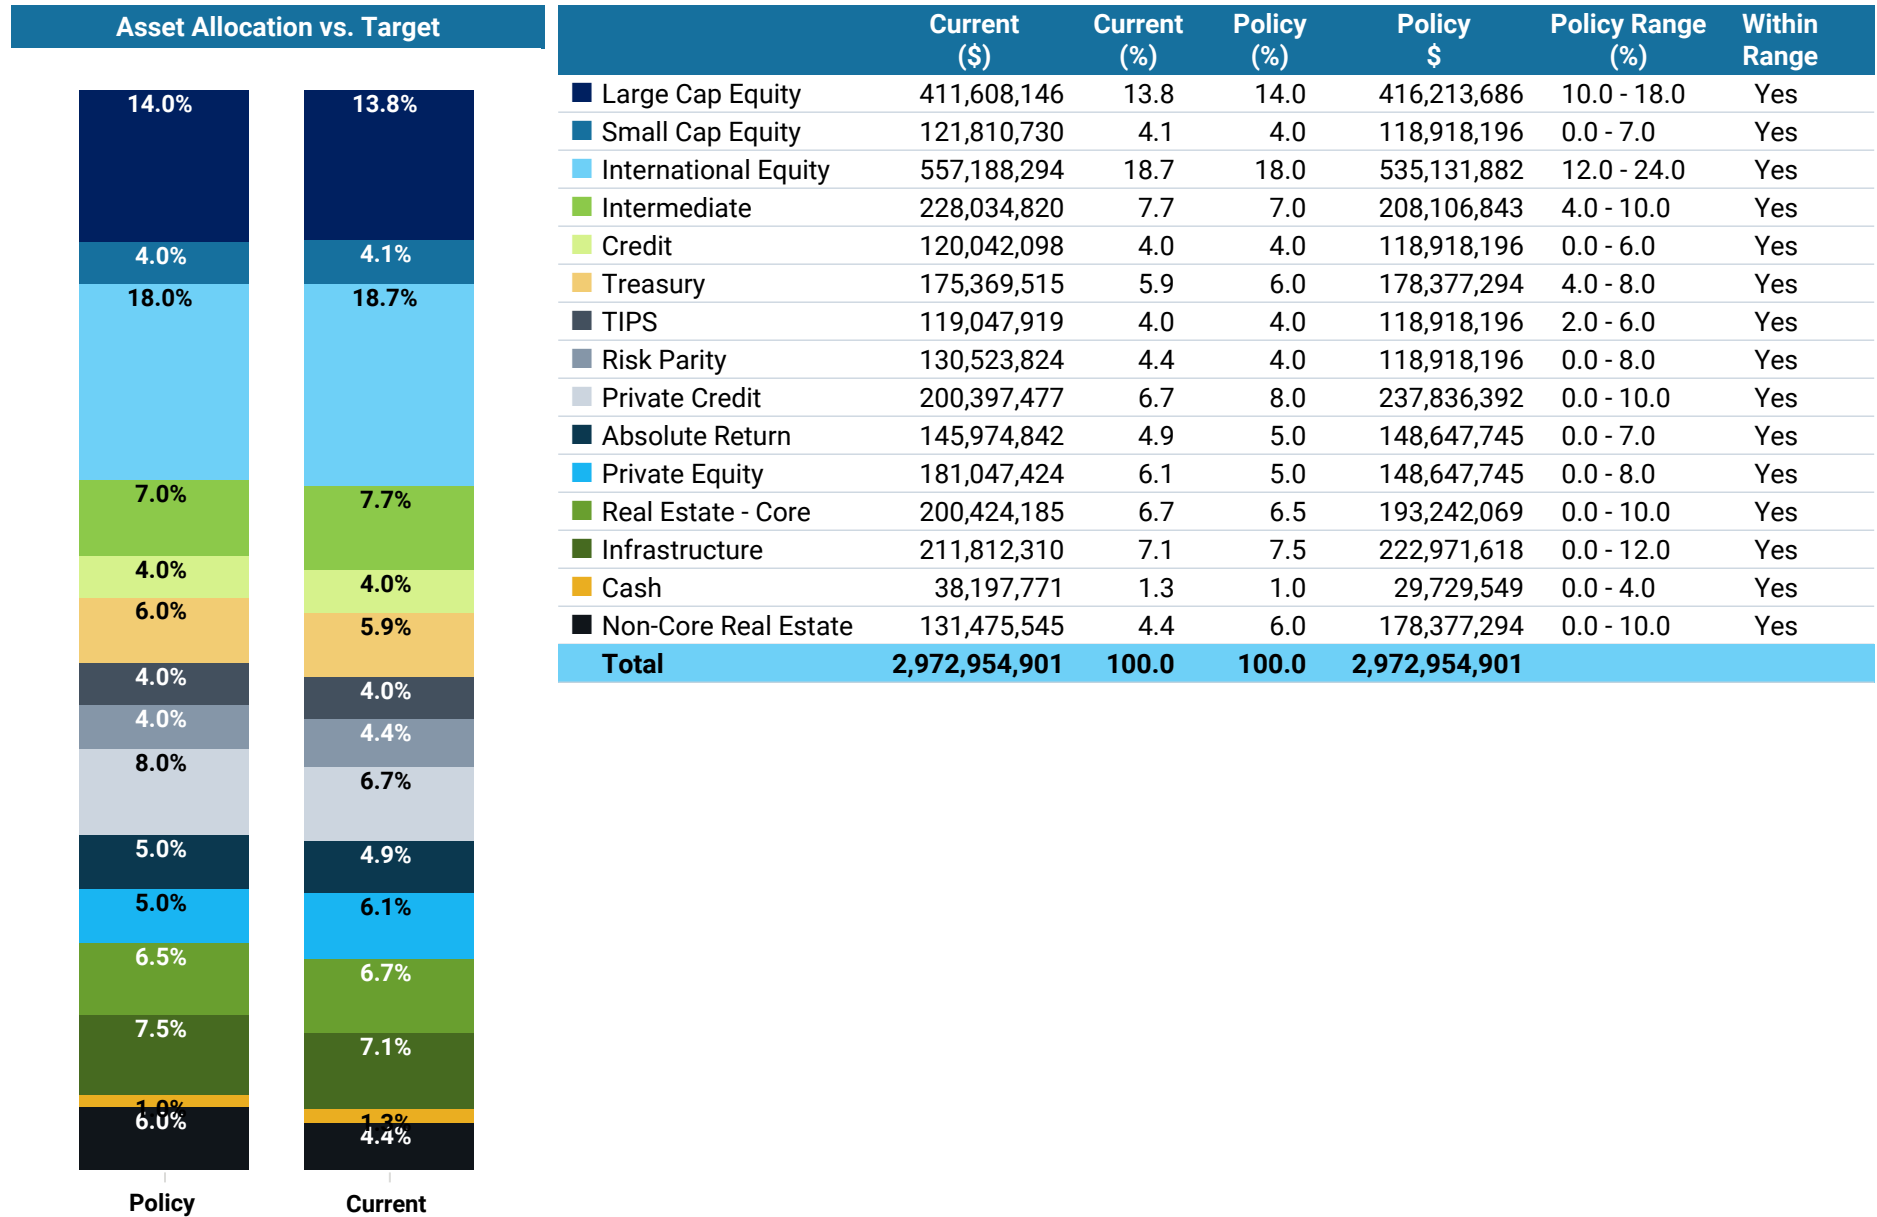 Asset Allocation vs. Target
14.0%
4.0%
18.0%
7.0%
4.0%
6.0%
4.0%
4.0%
8.0%
5.0%
5.0%
6.5%
7.5%
1.0%
6.0%
Policy
13.8%
4.1%
18.7%
7.7%
4.0%
5.9%
4.0%
4.4%
6.7%
4.9%
6.1%
6.7%
7.1%
1.3%
4.4%
Current
Current ($) Current (%) Policy (%) Policy $ Policy Range (%) Within Range
Large Cap Equity 411,608,146 13.8 14.0 416,213,686 10.0 - 18.0 Yes
Small Cap Equity 121,810,730 4.1 4.0 118,918,196 0.0 - 7.0 Yes
International Equity 557,188,294 18.7 18.0 535,131,882 12.0 - 24.0 Yes
Intermediate 228,034,820 7.7 7.0 208,106,843 4.0 - 10.0 Yes
Credit 120,042,098 4.0 4.0 118,918,196 0.0 - 6.0 Yes
Treasury 175,369,515 5.9 6.0 178,377,294 4.0 - 8.0 Yes
TIPS 119,047,919 4.0 4.0 118,918,196 2.0 - 6.0 Yes
Risk Parity 130,523,824 4.4 4.0 118,918,196 0.0 - 8.0 Yes
Private Credit 200,397,477 6.7 8.0 237,836,392 0.0 - 10.0 Yes
Absolute Return 145,974,842 4.9 5.0 148,647,745 0.0 - 7.0 Yes
Private Equity 181,047,424 6.1 5.0 148,647,745 0.0 - 8.0 Yes
Real Estate - Core 200,424,185 6.7 6.5 193,242,069 0.0 - 10.0 Yes
Infrastructure 211,812,310 7.1 7.5 222,971,618 0.0 - 12.0 Yes
Cash 38,197,771 1.3 1.0 29,729,549 0.0 - 4.0 Yes
Non-Core Real Estate 131,475,545 4.4 6.0 178,377,294 0.0 - 10.0 Yes
Total 2,972,954,901 100.0 100.0 2,972,954,901